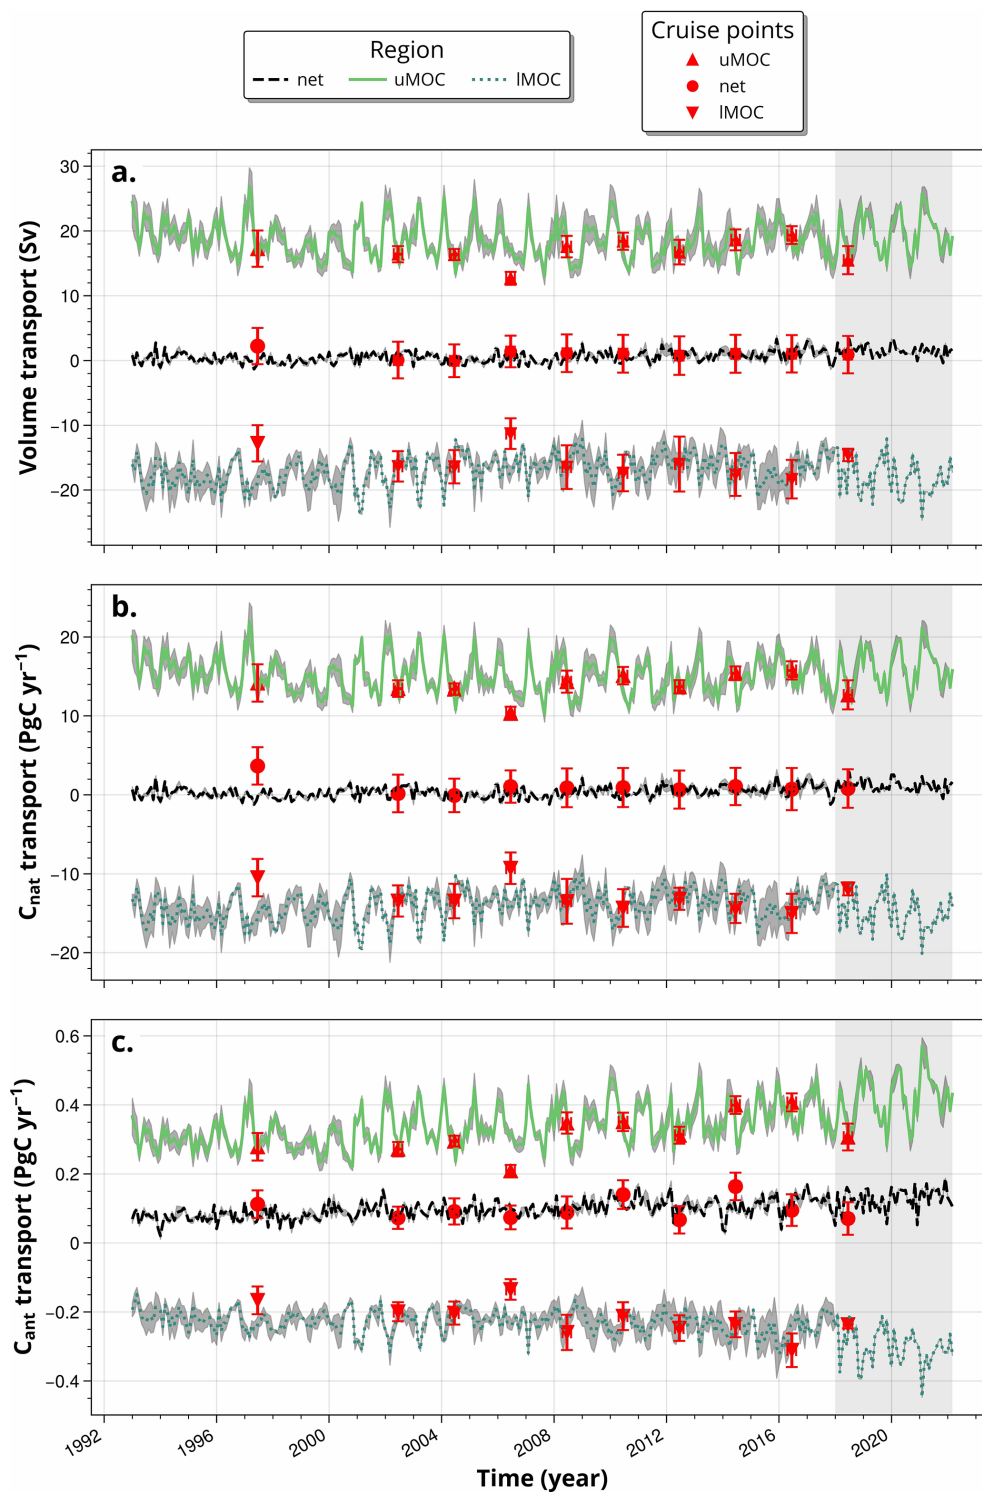 Region
net uMOC lMOC
Cruise points
uMOC
net
lMOC
a.
Volume transport (Sv)
30
20
10
0
−10
−20
b.
Cnat transport (PgC yr⁻¹)
20
10
0
−10
−20
c.
Cant transport (PgC yr⁻¹)
0.6
0.4
0.2
0
−0.2
−0.4
1992 1996 2000 2004 2008 2012 2016 2020
Time (year)